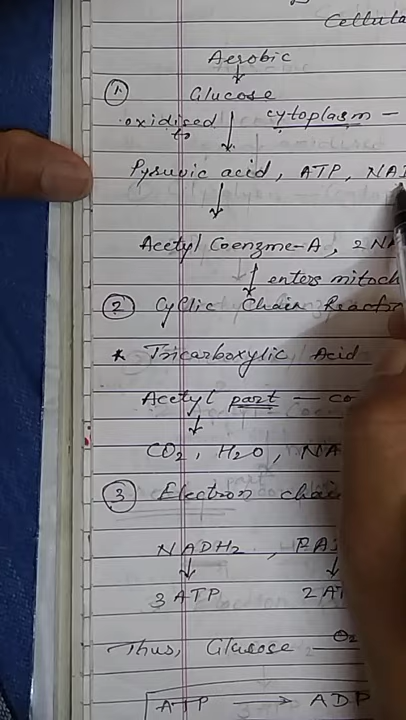 Cellula
Aerobic
① Glucose
oxidised to cytoplasm -
Pyruvic acid, ATP, NA
Acetyl Coenzme-A, 2 NA
enters mitoch
② Cyclic Chain Reactio
* Tricarboxylic Acid
Acetyl part - co
CO₂, H₂O, NA
③ Electron chai
NADH₂, FA
3 ATP 2 AT
Thus, Glucose O₂
ATP → ADP